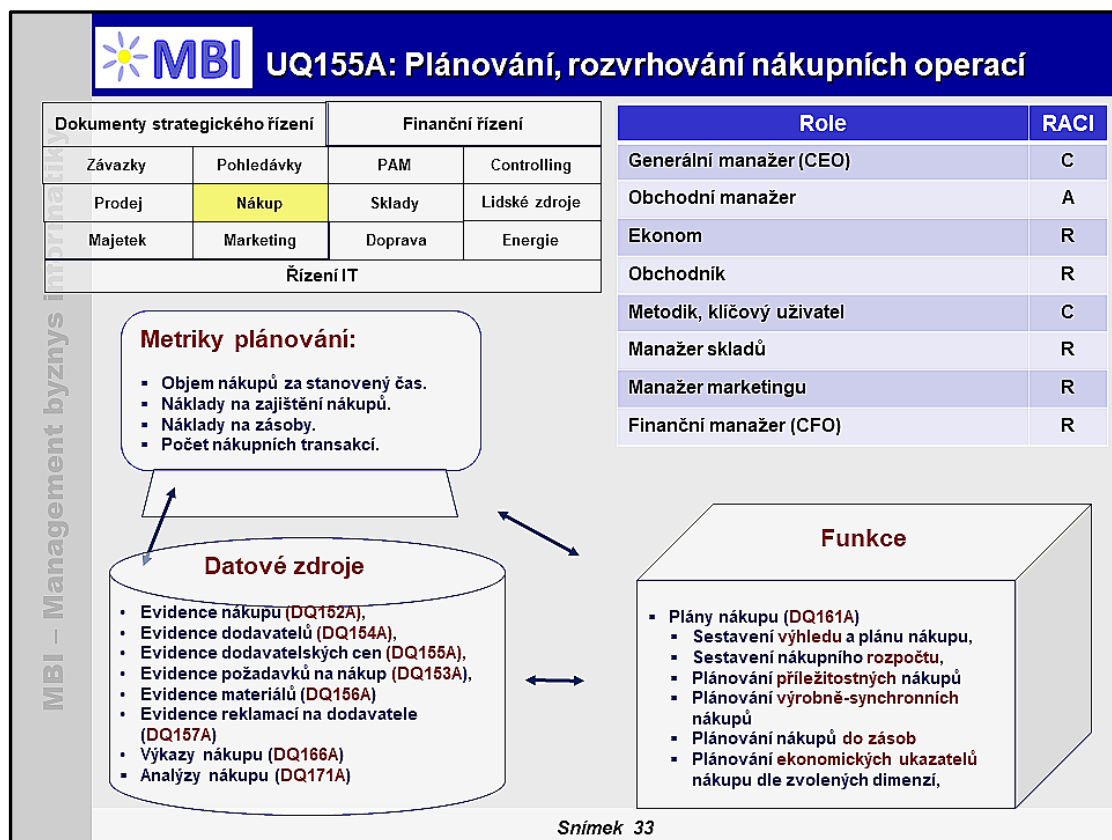 MBI
UQ155A: Plánování, rozvrhování nákupních operací
MBI – Management byznys informatiky
Dokumenty strategického řízení Finanční řízení
Závazky Pohledávky PAM Controlling
Prodej Nákup Sklady Lidské zdroje
Majetek Marketing Doprava Energie
Řízení IT
Role RACI
Generální manažer (CEO) C
Obchodní manažer A
Ekonom R
Obchodník R
Metodik, klíčový uživatel C
Manažer skladů R
Manažer marketingu R
Finanční manažer (CFO) R
Metriky plánování:
▪ Objem nákupů za stanovený čas.
▪ Náklady na zajištění nákupů.
▪ Náklady na zásoby.
▪ Počet nákupních transakcí.
Datové zdroje
• Evidence nákupu (DQ152A),
• Evidence dodavatelů (DQ154A),
• Evidence dodavatelských cen (DQ155A),
• Evidence požadavků na nákup (DQ153A),
• Evidence materiálů (DQ156A)
• Evidence reklamací na dodavatele
(DQ157A)
• Výkazy nákupu (DQ166A)
▪ Analýzy nákupu (DQ171A)
Funkce
▪ Plány nákupu (DQ161A)
▪ Sestavení výhledu a plánu nákupu,
▪ Sestavení nákupního rozpočtu,
▪ Plánování příležitostných nákupů
▪ Plánování výrobně-synchronních
nákupů
▪ Plánování nákupů do zásob
▪ Plánování ekonomických ukazatelů
nákupu dle zvolených dimenzí,
Snímek 33